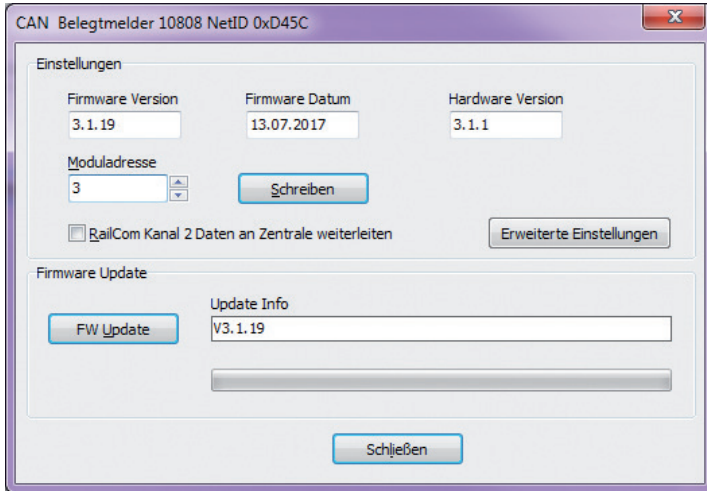 CAN Belegtmelder 10808 NetID 0xD45C
x
Einstellungen
Firmware Version Firmware Datum Hardware Version
3.1.19 13.07.2017 3.1.1
Moduladresse
3 Schreiben
RailCom Kanal 2 Daten an Zentrale weiterleiten Erweiterte Einstellungen
Firmware Update
Update Info
FW Update V3.1.19
Schließen